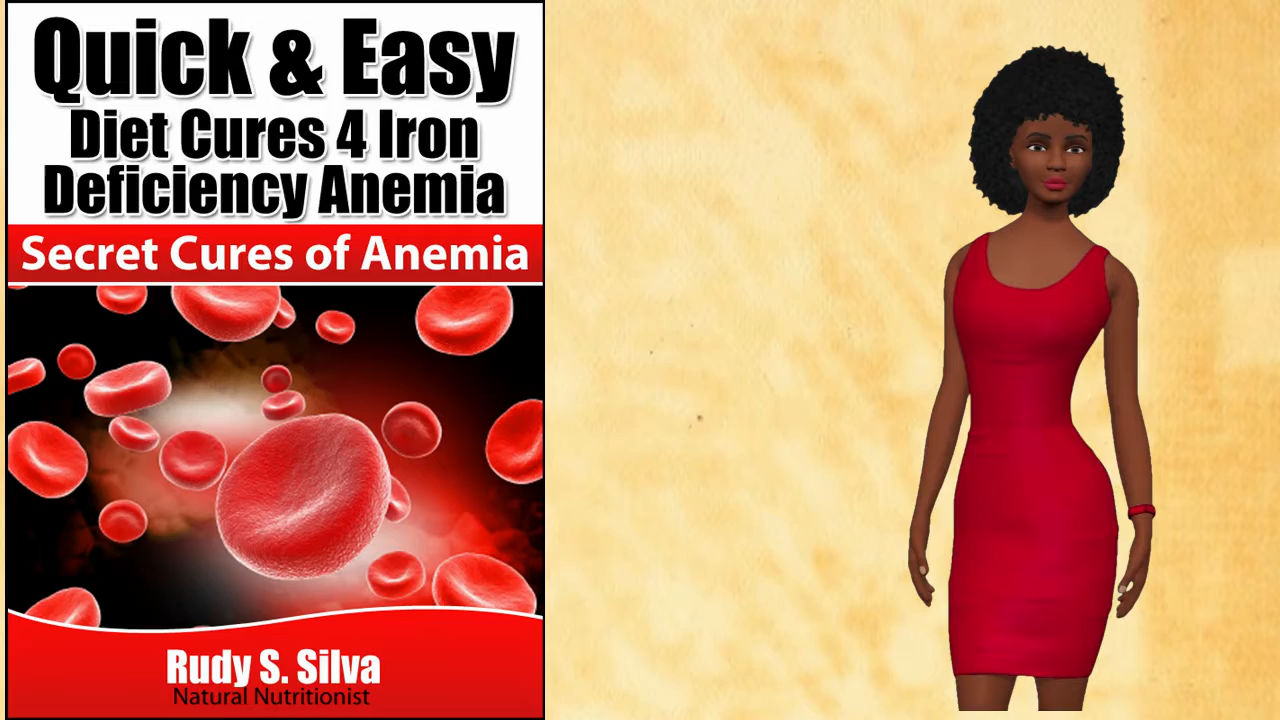 Quick & Easy
Diet Cures 4 Iron
Deficiency Anemia
Secret Cures of Anemia
Rudy S. Silva
Natural Nutritionist